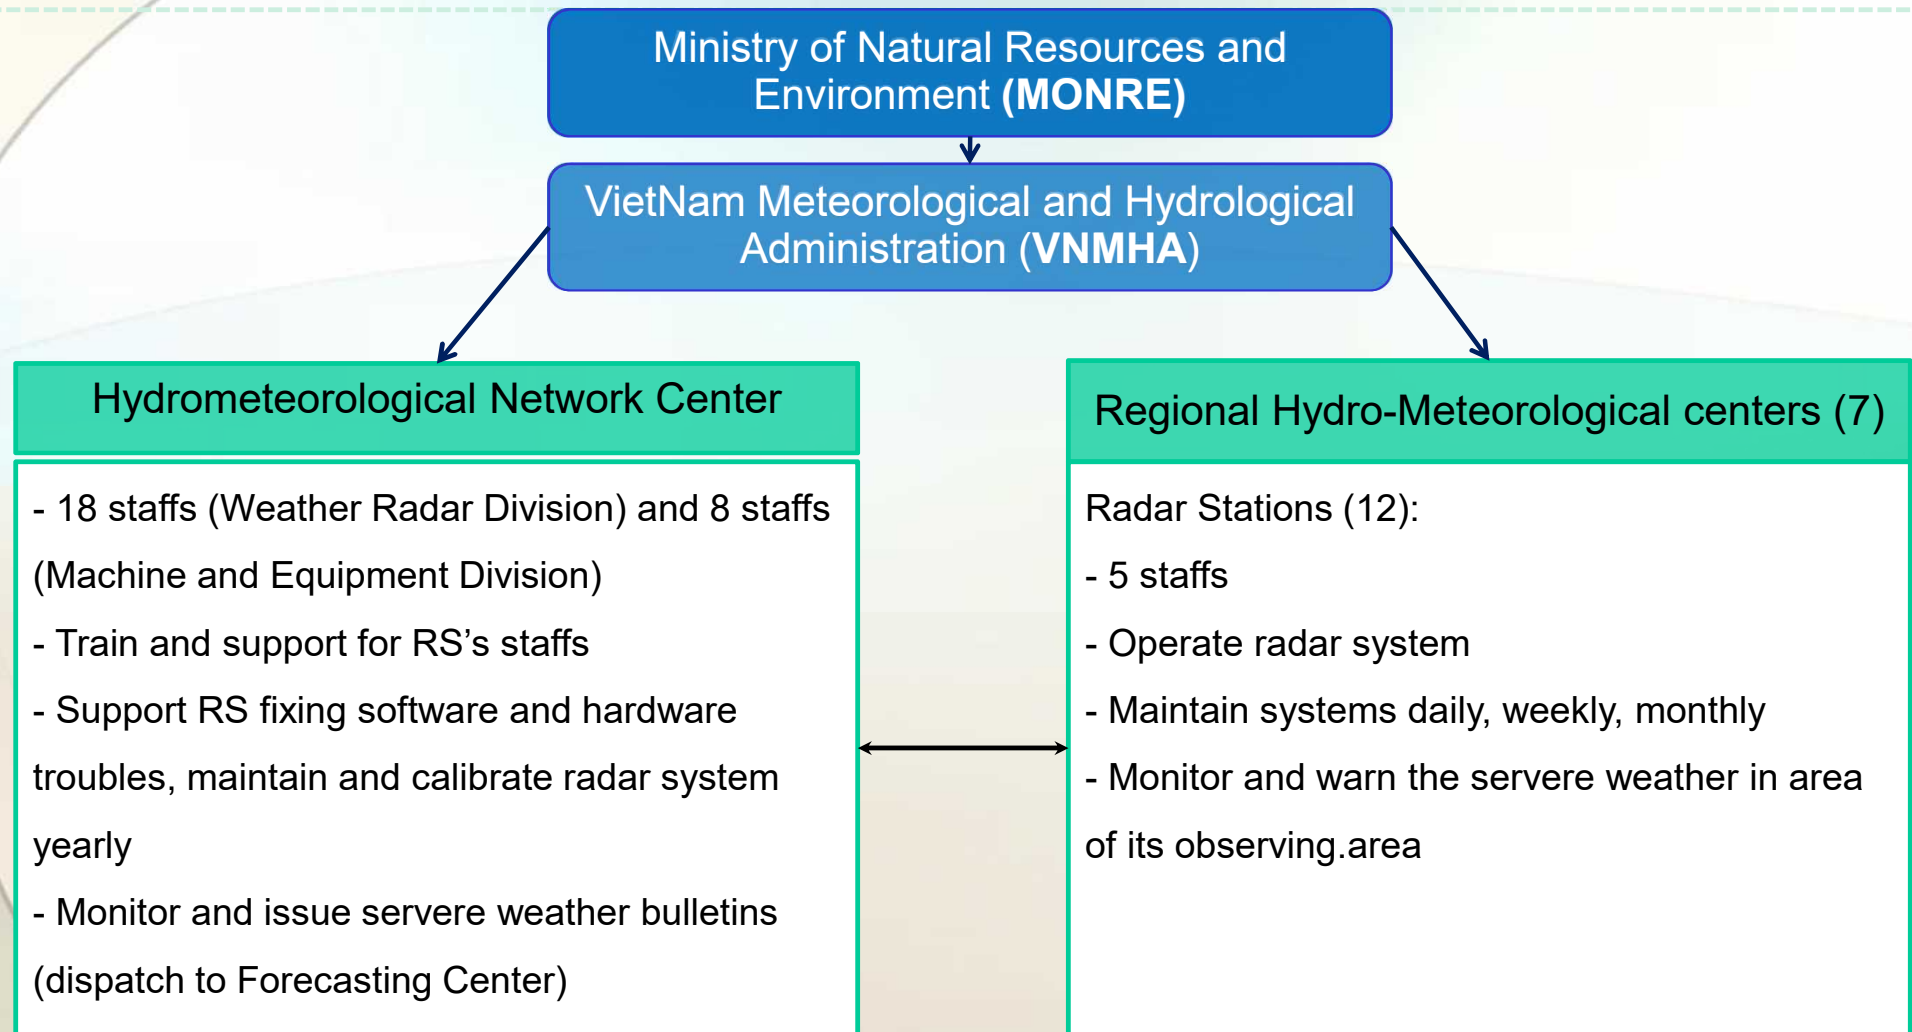 Ministry of Natural Resources and
Environment (MONRE)
VietNam Meteorological and Hydrological
Administration (VNMHA)
Hydrometeorological Network Center
- 18 staffs (Weather Radar Division) and 8 staffs
(Machine and Equipment Division)
- Train and support for RS’s staffs
- Support RS fixing software and hardware
troubles, maintain and calibrate radar system
yearly
- Monitor and issue servere weather bulletins
(dispatch to Forecasting Center)
Regional Hydro-Meteorological centers (7)
Radar Stations (12):
- 5 staffs
- Operate radar system
- Maintain systems daily, weekly, monthly
- Monitor and warn the servere weather in area
of its observing.area